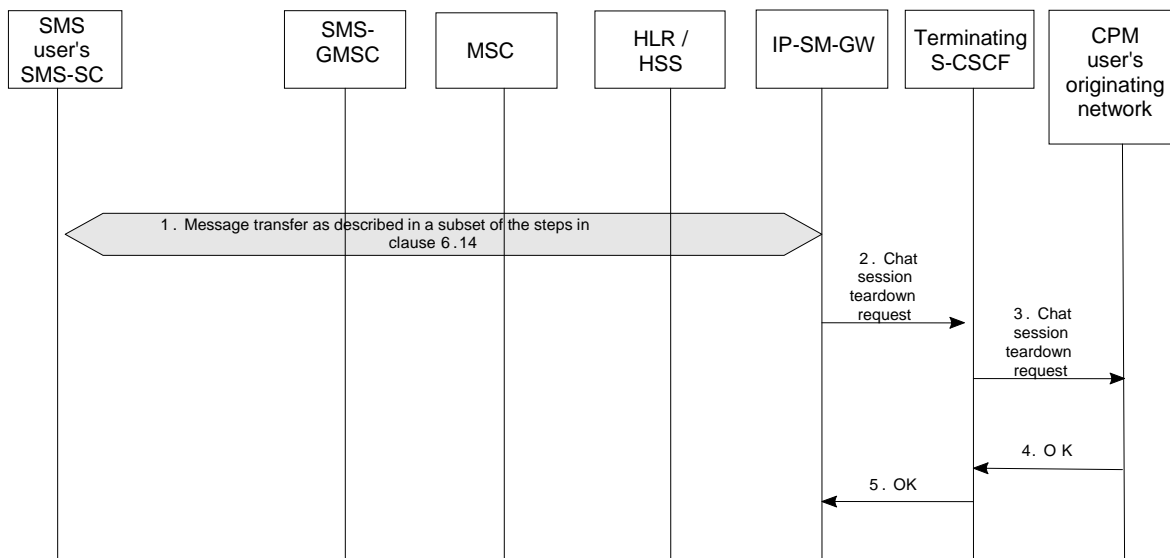 SMS
user's
SMS-SC
SMS-
GMSC
MSC
HLR /
HSS
IP-SM-GW
Terminating
S-CSCF
CPM
user's
originating
network
1. Message transfer as described in a subset of the steps in
clause 6.14
2. Chat
session
teardown
request
3. Chat
session
teardown
request
4. O K
5. OK